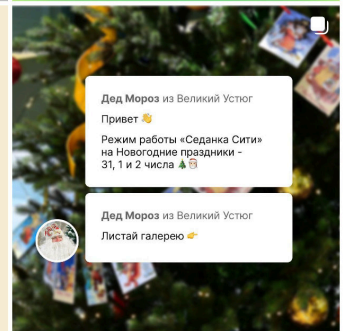 Дед Мороз из Великий Устюг
Привет 👋
Режим работы «Седанка Сити»
на Новогодние праздники -
31, 1 и 2 числа 🎄🎅🏻
Дед Мороз из Великий Устюг
Листай галерею 👉